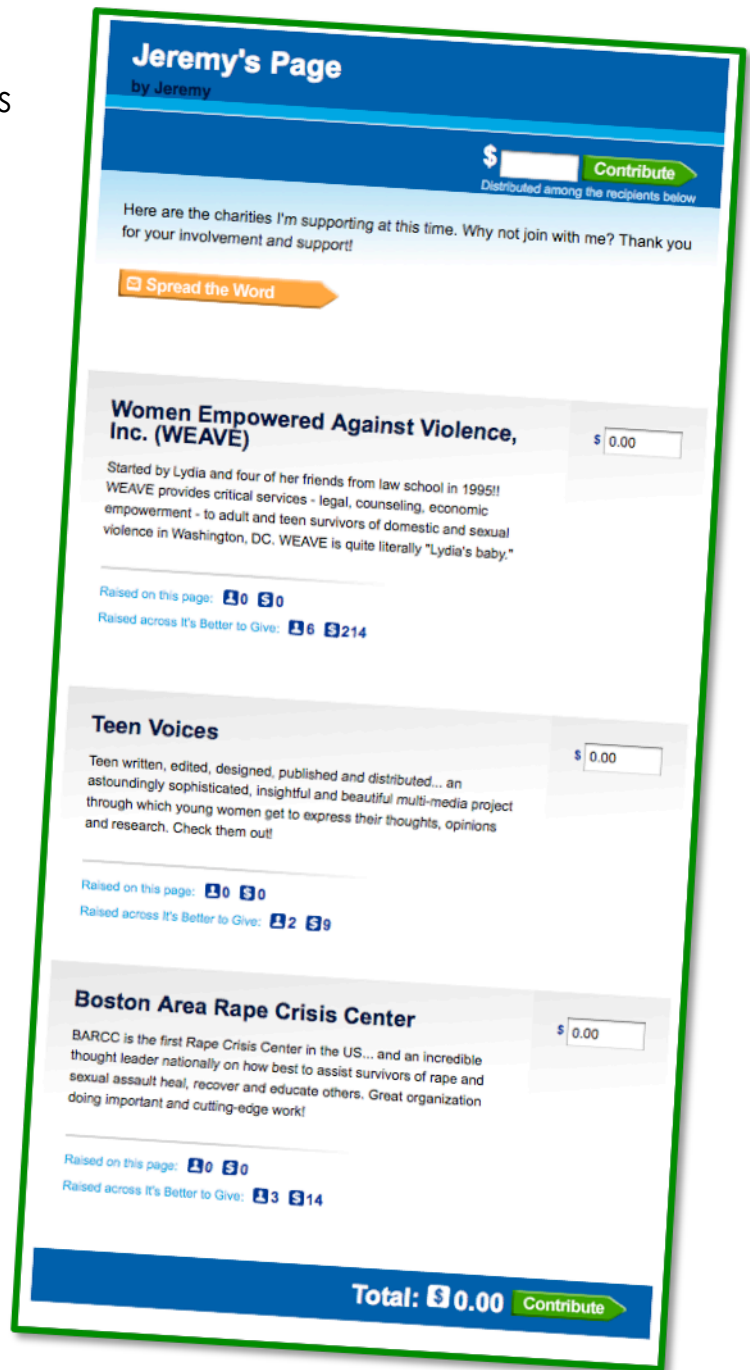 s
Jeremy's Page
by Jeremy
$ Contribute
Distributed among the recipients below
Here are the charities I'm supporting at this time. Why not join with me? Thank you
for your involvement and support!
Spread the Word
Women Empowered Against Violence,
Inc. (WEAVE)
$ 0.00
Started by Lydia and four of her friends from law school in 1995!!
WEAVE provides critical services - legal, counseling, economic
empowerment - to adult and teen survivors of domestic and sexual
violence in Washington, DC. WEAVE is quite literally "Lydia's baby."
Raised on this page: 0 $ 0
Raised across It's Better to Give: 6 $ 214
Teen Voices
$ 0.00
Teen written, edited, designed, published and distributed... an
astoundingly sophisticated, insightful and beautiful multi-media project
through which young women get to express their thoughts, opinions
and research. Check them out!
Raised on this page: 0 $ 0
Raised across It's Better to Give: 2 $ 9
Boston Area Rape Crisis Center
$ 0.00
BARCC is the first Rape Crisis Center in the US... and an incredible
thought leader nationally on how best to assist survivors of rape and
sexual assault heal, recover and educate others. Great organization
doing important and cutting-edge work!
Raised on this page: 0 $ 0
Raised across It's Better to Give: 3 $ 14
Total: $ 0.00 Contribute